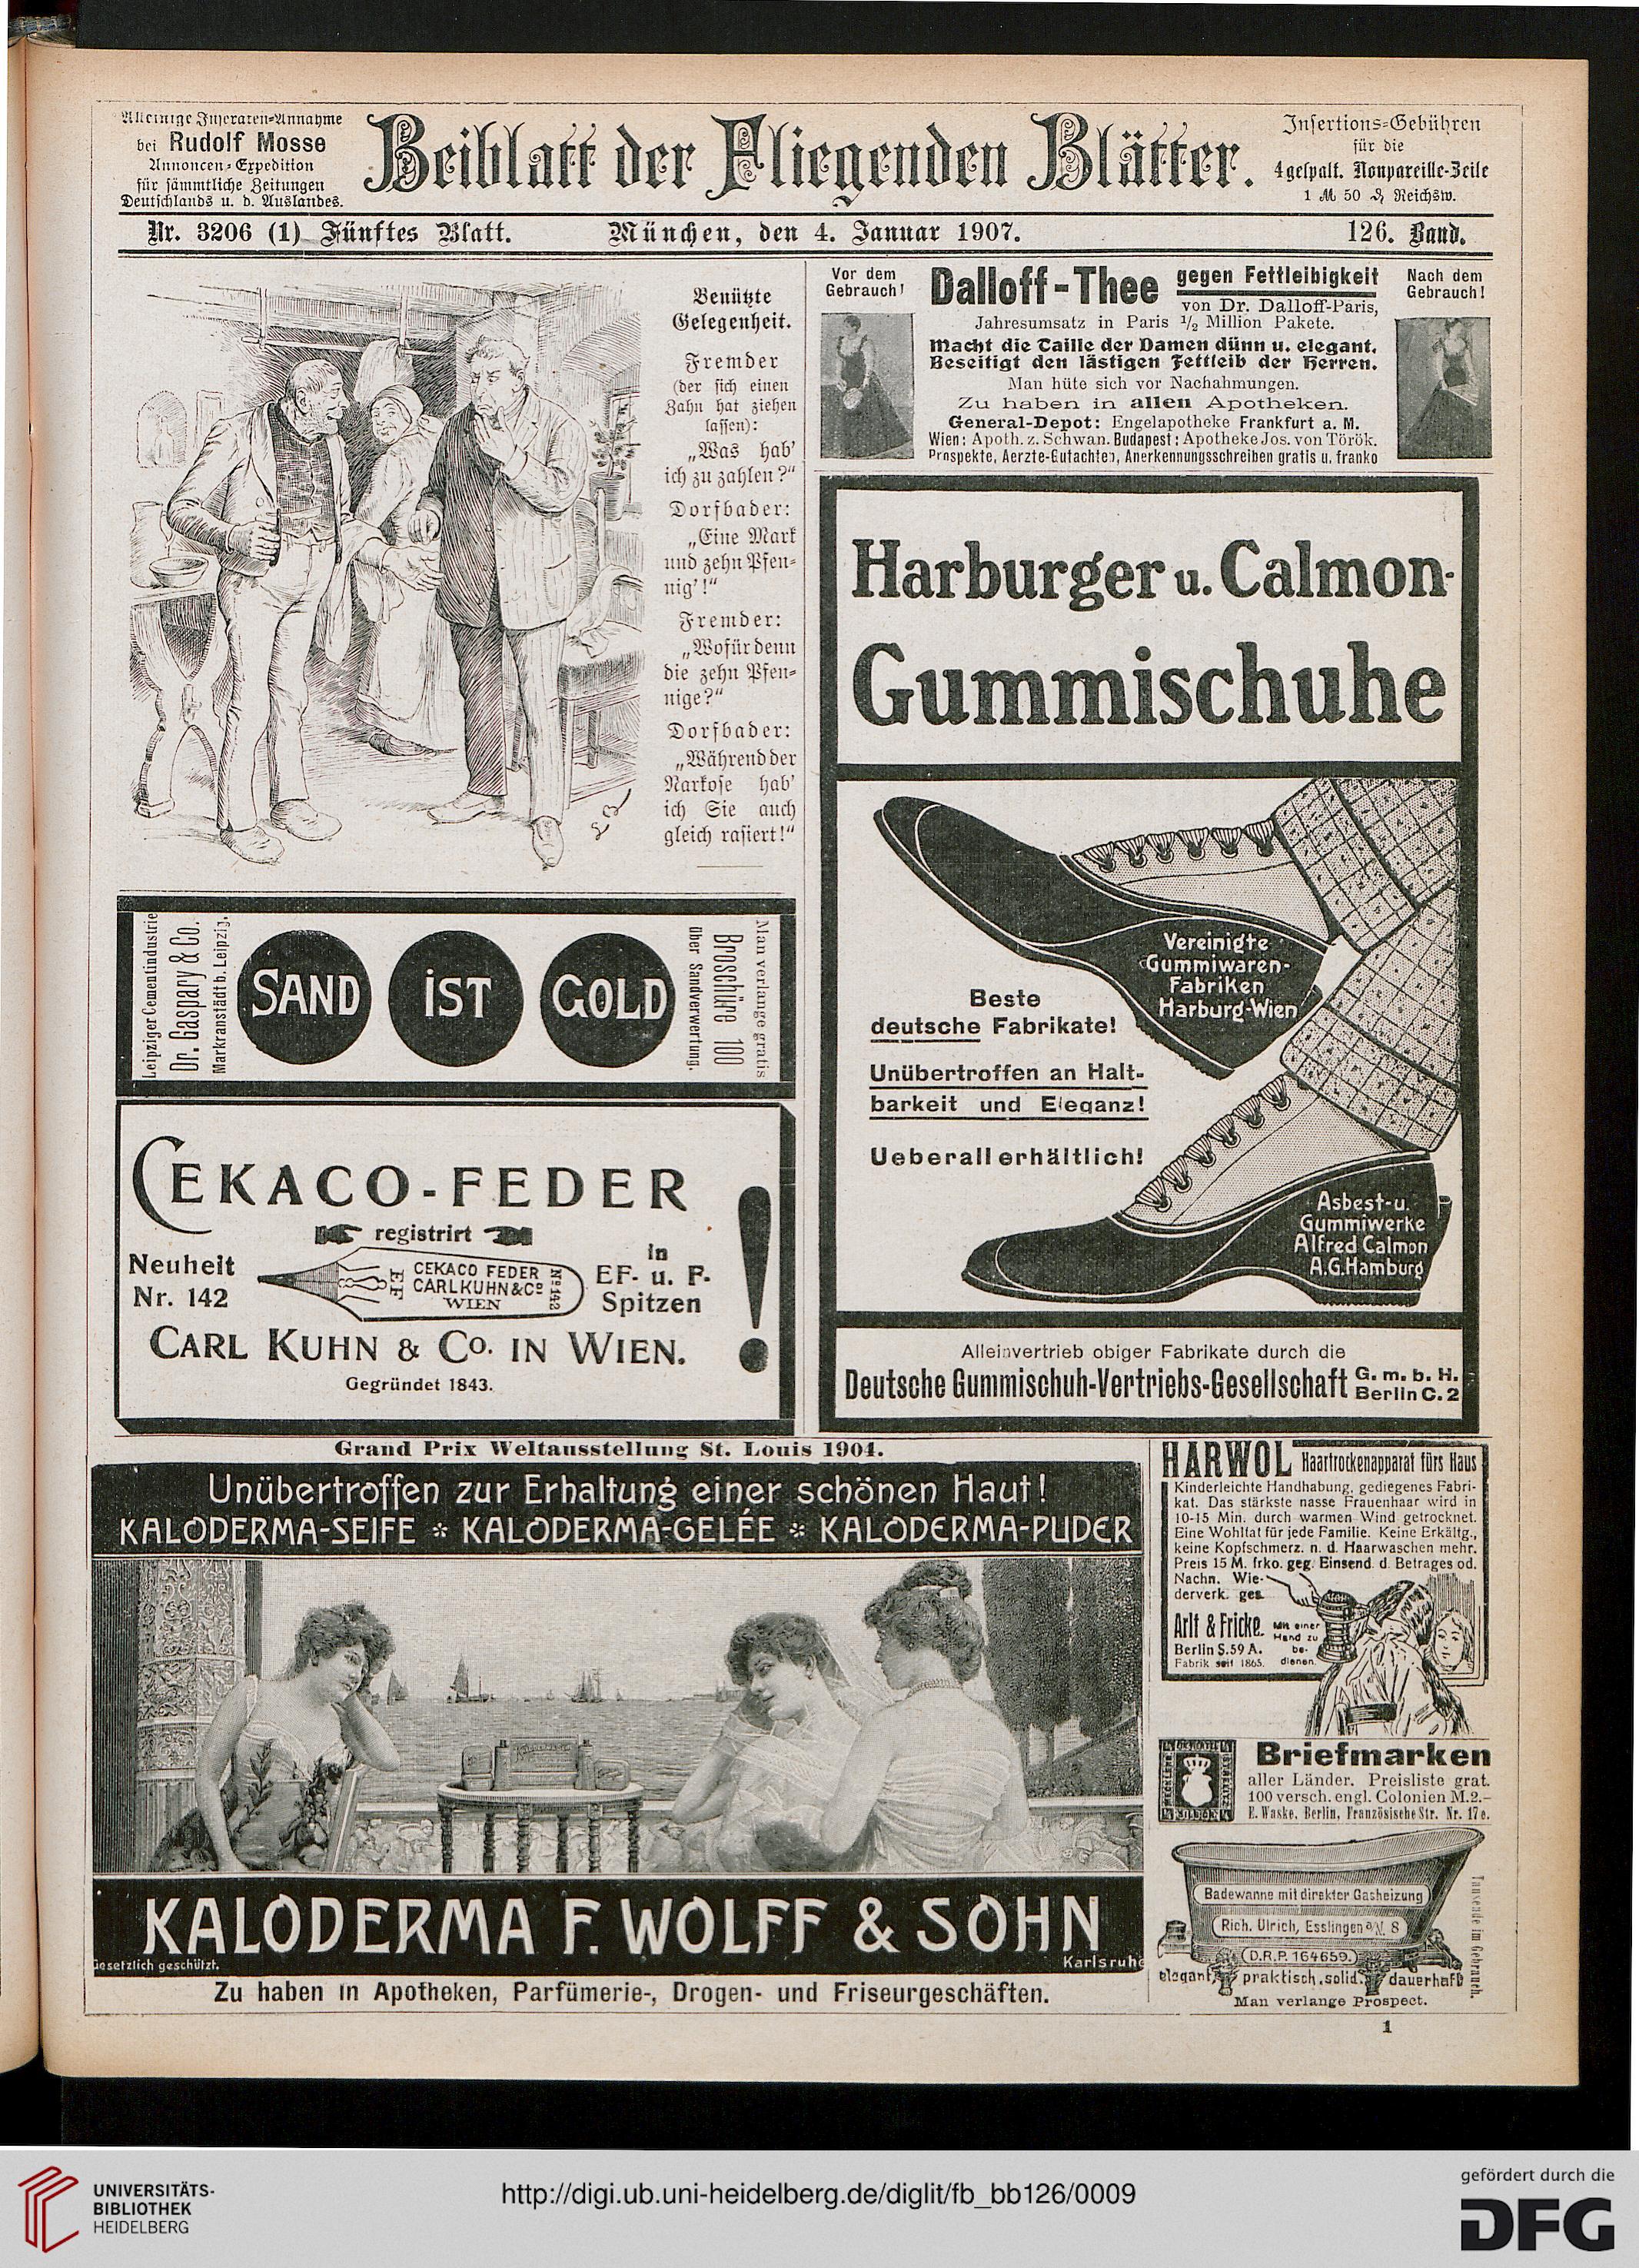 Alleinige Inseraten-Annahme
bei Rudolf Mosse
Annoncen-Expedition
für sämmtliche Zeitungen
Deutschlands u. d. Auslandes.
Beiblatt der Fliegenden Blätter.
Insertions-Gebühren
für die
4 gespalt. Nonpareille-Zeile
1 M 50 ₰ Reichsw.
Nr. 3206 (1) Fünftes Blatt. München, den 4. Januar 1907. 126. Band.
Benützte
Gelegenheit.
Fremder
(der sich einen
Zahn hat ziehen
lassen):
„Was hab'
ich zu zahlen?“
Dorfbader:
„Eine Mark
und zehn Pfen-
nig'!“
Fremder:
„Wofür denn
die zehn Pfen-
nige?“
Dorfbader:
„Während der
Narkose hab'
ich Sie auch
gleich rasiert!“
Vor dem
Gebrauch!
Dalloff-Thee gegen Fettleibigkeit
von Dr. Dalloff-Paris,
Jahresumsatz in Paris 1/2 Million Pakete.
Macht die Taille der Damen dünn u. elegant.
Beseitigt den lästigen Fettleib der Herren.
Man hüte sich vor Nachahmungen.
Zu haben in allen Apotheken.
General-Depot: Engelapotheke Frankfurt a. M.
Wien: Apoth. z. Schwan. Budapest: Apotheke Jos. von Török.
Prospekte, Aerzte-Gutachten, Anerkennungsschreiben gratis u. franko
Nach dem
Gebrauch!
Harburger u. Calmon-
Gummischuhe
Vereinigte
Gummiwaren-
Fabriken
Harburg-Wien
Beste
deutsche Fabrikate!
Unübertroffen an Halt-
barkeit und Eleganz!
Ueberall erhältlich!
Asbest-u.
Gummiwerke
Alfred Calmon
A.G. Hamburg
Alleinvertrieb obiger Fabrikate durch die
Deutsche Gummischuh-Vertriebs-Gesellschaft G. m. b. H.
Berlin C. 2
Leipziger Cementindustrie
Dr. Gaspary & Co.
Markranstädt b. Leipzig.
SAND IST GOLD
Man verlange gratis
Broschüre 100
über Sandverwertung.
CEKACO-FEDER
registrirt
Neuheit
Nr. 142
EF
CEKACO FEDER
CARL KUHN & Co
WIEN
No 142
in
EF- u. F-
Spitzen
!
CARL KUHN & Co. IN WIEN.
Gegründet 1843.
Grand Prix Weltausstellung St. Louis 1904.
Unübertroffen zur Erhaltung einer schönen Haut!
KALODERMA-SEIFE * KALODERMA-GELÉE * KALODERMA-PUDER
KALODERMA F. WOLFF & SOHN
Gesetzlich geschützt.
Karlsruhe
Zu haben in Apotheken, Parfümerie-, Drogen- und Friseurgeschäften.
HARWOL Haartrockenapparat fürs Haus
Kinderleichte Handhabung, gediegenes Fabri-
kat. Das stärkste nasse Frauenhaar wird in
10-15 Min. durch warmen Wind getrocknet.
Eine Wohltat für jede Familie. Keine Erkältg.,
keine Kopfschmerz. n. d. Haarwaschen mehr.
Preis 15 M. frko. geg. Einsend. d. Betrages od.
Nachn. Wie-
derverk. ges.
Arlt & Fricke.
Berlin S. 59 A.
Fabrik seit 1865.
Mit einer
Hand zu
be-
dienen.
Briefmarken
aller Länder. Preisliste grat.
100 versch. engl. Colonien M. 2.-
E. Waske, Berlin, Französische Str. Nr. 17e.
Badewanne mit direkter Gasheizung
Rich. Ulrich, Esslingen a/N. 8
(D.R.P. 164659.)
elegant, praktisch, solid, dauerhaft
Man verlange Prospect.
Tausende im Gebrauch.
1
UNIVERSITÄTS-
BIBLIOTHEK
HEIDELBERG
http://digi.ub.uni-heidelberg.de/diglit/fb_bb126/0009
gefördert durch die
DFG